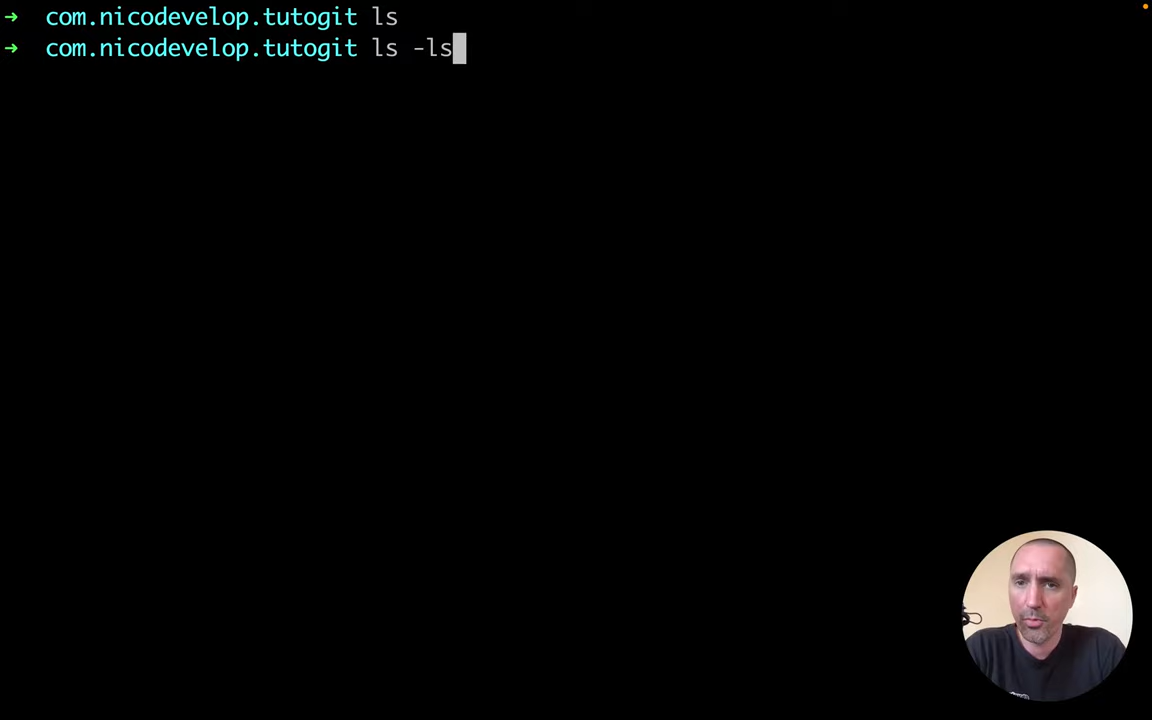 ➜ com.nicodevelop.tutogit ls
➜ com.nicodevelop.tutogit ls -ls